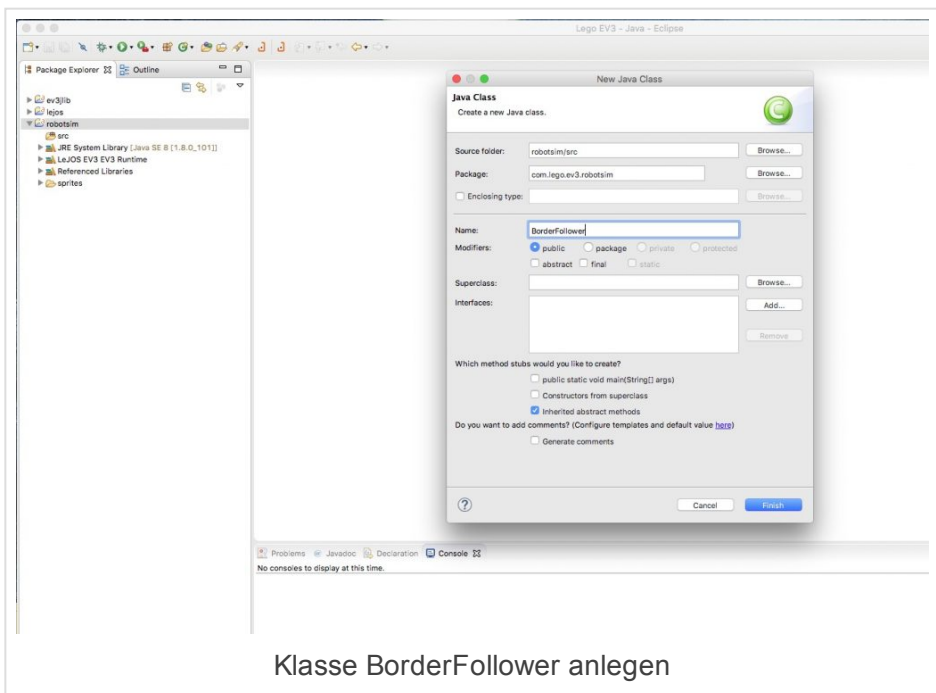 Lego EV3 - Java - Eclipse
Package Explorer
Outline
ev3jlib
lejos
robotsim
src
JRE System Library [Java SE 8 [1.8.0_101]]
LeJOS EV3 EV3 Runtime
Referenced Libraries
sprites
New Java Class
Java Class
Create a new Java class.
Source folder: robotsim/src Browse...
Package: com.lego.ev3.robotsim Browse...
Enclosing type: Browse...
Name: BorderFollower
Modifiers: public package private protected
abstract final static
Superclass: Browse...
Interfaces: Add...
Remove
Which method stubs would you like to create?
public static void main(String[] args)
Constructors from superclass
Inherited abstract methods
Do you want to add comments? (Configure templates and default value here)
Generate comments
? Cancel Finish
Problems @ Javadoc Declaration Console
No consoles to display at this time.
Klasse BorderFollower anlegen